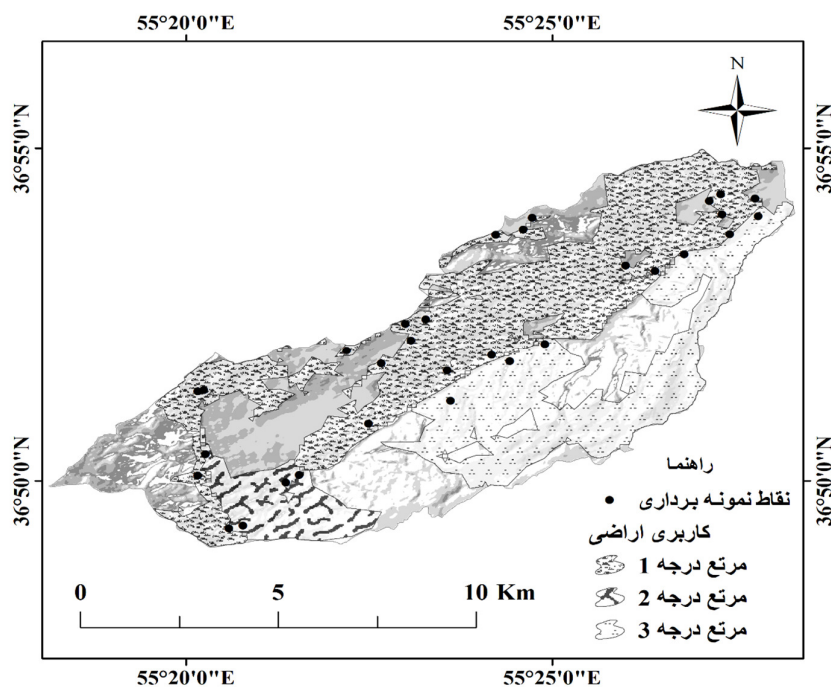 55°20'0"E
55°25'0"E
N
36°55'0"N
36°55'0"N
36°50'0"N
36°50'0"N
راهنما
نقاط نمونه برداری
کاربری اراضی
مرتع درجه 1
مرتع درجه 2
مرتع درجه 3
0 5 10 Km
55°20'0"E
55°25'0"E